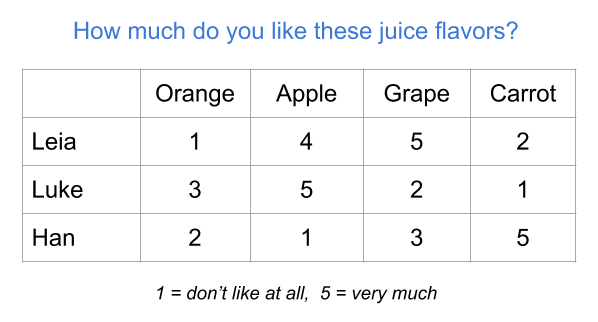 How much do you like these juice flavors?
Orange Apple Grape Carrot
Leia 1 4 5 2
Luke 3 5 2 1
Han 2 1 3 5
1 = don't like at all, 5 = very much